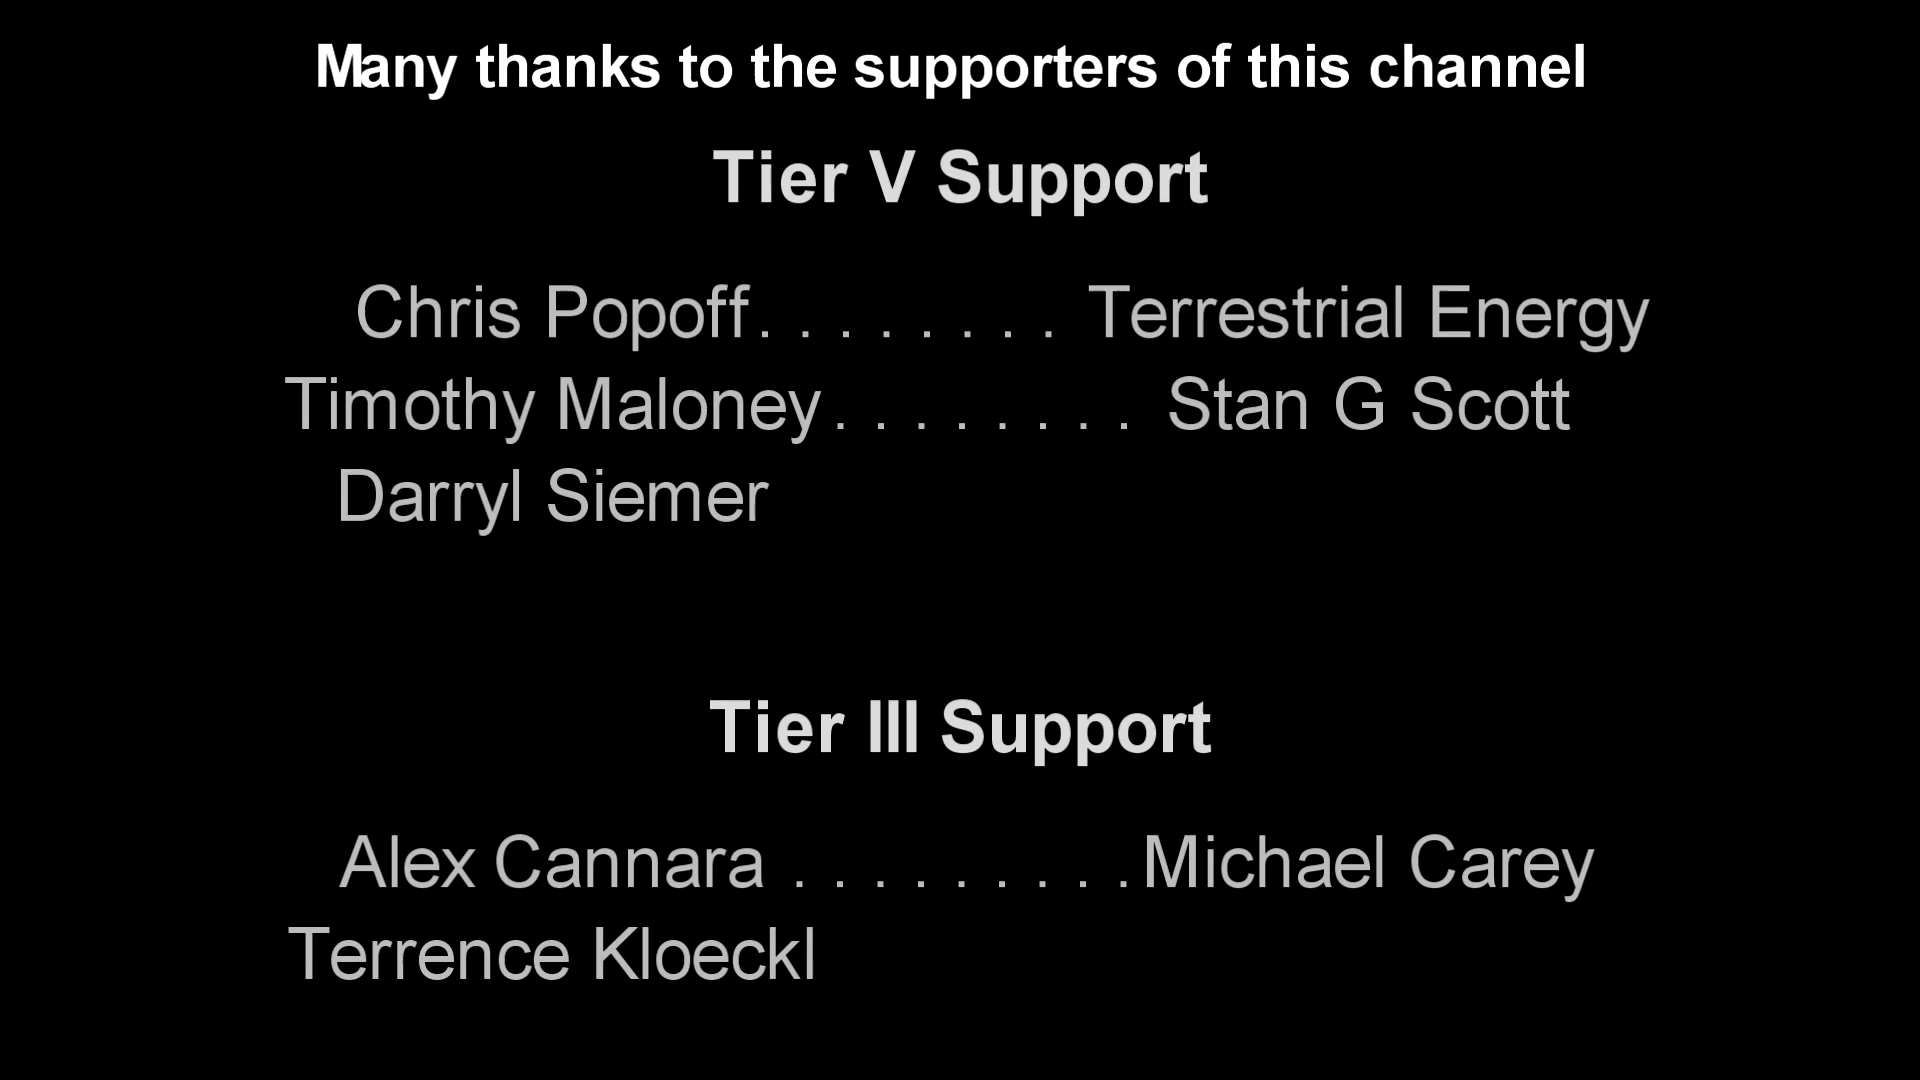 Many thanks to the supporters of this channel
Tier V Support
Chris Popoff. . . . . . . . Terrestrial Energy
Timothy Maloney. . . . . . . . Stan G Scott
Darryl Siemer
Tier III Support
Alex Cannara . . . . . . . . .Michael Carey
Terrence Kloeckl